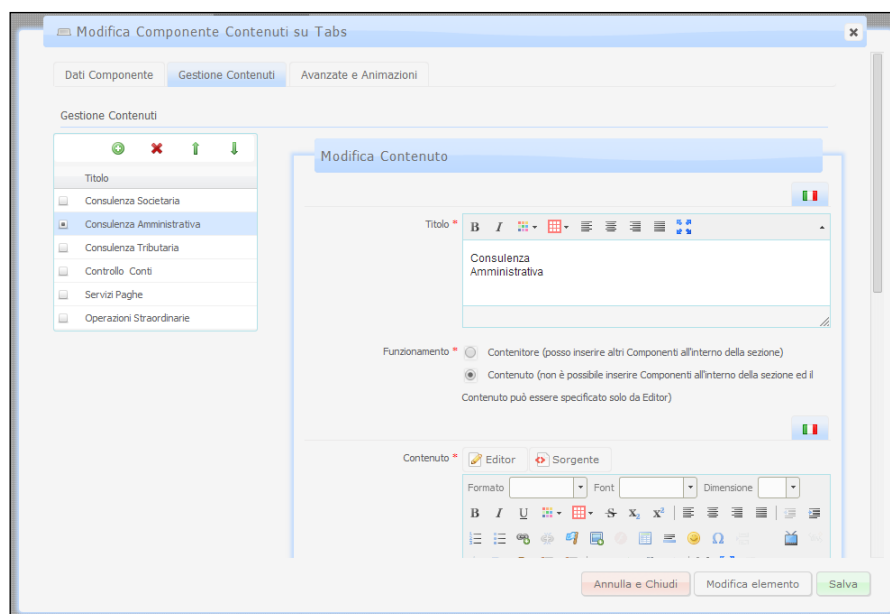 Modifica Componente Contenuti su Tabs
Dati Componente Gestione Contenuti Avanzate e Animazioni
Gestione Contenuti
Titolo
Consulenza Societaria
Consulenza Amministrativa
Consulenza Tributaria
Controllo Conti
Servizi Paghe
Operazioni Straordinarie
Modifica Contenuto
Titolo *
B I
Consulenza
Amministrativa
Funzionamento *
Contenitore (posso inserire altri Componenti all'interno della sezione)
Contenuto (non è possibile inserire Componenti all'interno della sezione ed il
Contenuto può essere specificato solo da Editor)
Contenuto * Editor Sorgente
Formato Font Dimensione
B I U S X₂ X²
Ω
Annulla e Chiudi Modifica elemento Salva